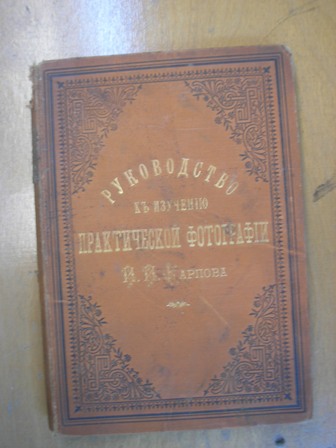 РУКОВОДСТВО
КЪ ИЗУЧЕНІЮ
ПРАКТИЧЕСКОЙ ФОТОГРАФІИ
В. В. КАРПОВА